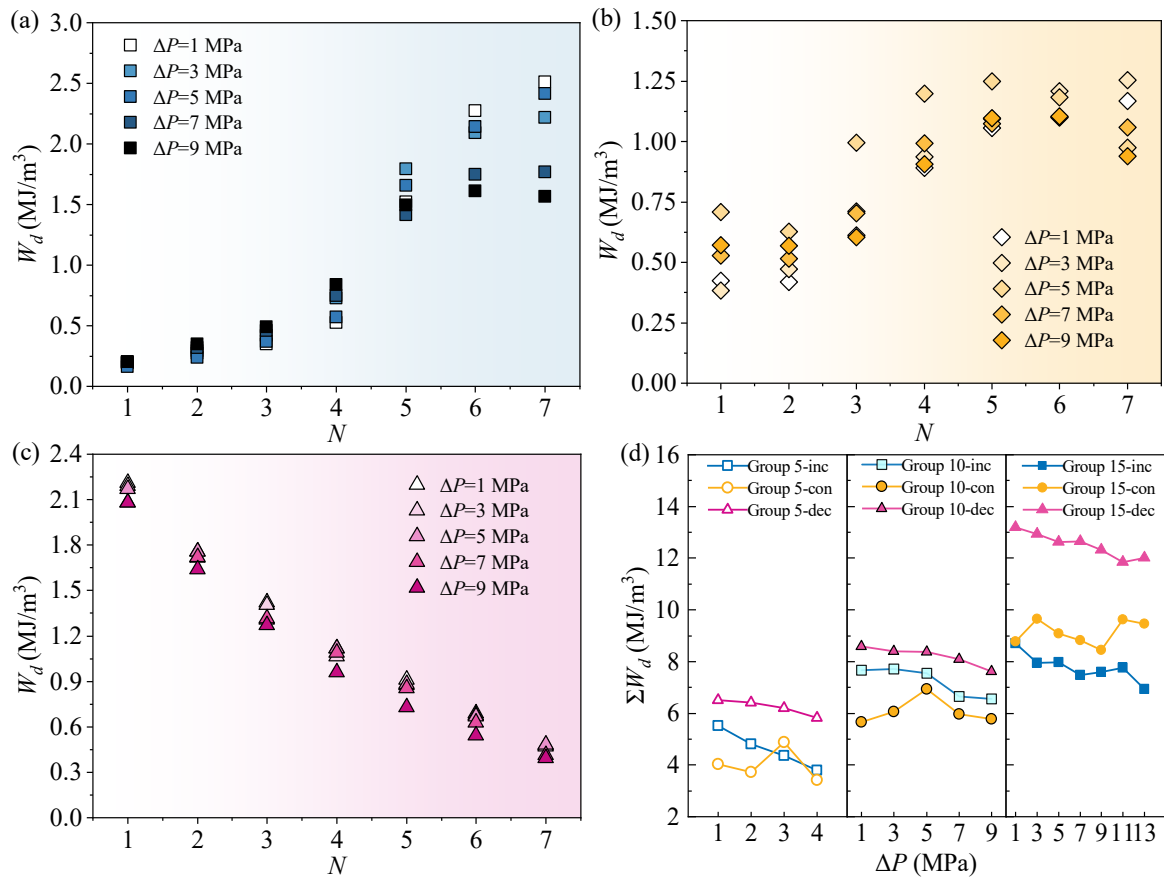 (a)
3.0
2.5
2.0
1.5
1.0
0.5
0.0
W_d (MJ/m³)
ΔP=1 MPa
ΔP=3 MPa
ΔP=5 MPa
ΔP=7 MPa
ΔP=9 MPa
1 2 3 4 5 6 7
N
(b)
1.50
1.25
1.00
0.75
0.50
0.25
0.00
W_d (MJ/m³)
ΔP=1 MPa
ΔP=3 MPa
ΔP=5 MPa
ΔP=7 MPa
ΔP=9 MPa
1 2 3 4 5 6 7
N
(c)
2.4
2.1
1.8
1.5
1.2
0.9
0.6
0.3
0.0
W_d (MJ/m³)
ΔP=1 MPa
ΔP=3 MPa
ΔP=5 MPa
ΔP=7 MPa
ΔP=9 MPa
1 2 3 4 5 6 7
N
(d)
16
14
12
10
8
6
4
2
ΣW_d (MJ/m³)
Group 5-inc
Group 5-con
Group 5-dec
Group 10-inc
Group 10-con
Group 10-dec
Group 15-inc
Group 15-con
Group 15-dec
1 2 3 4
1 3 5 7 9
1 3 5 7 9 11 13
ΔP (MPa)